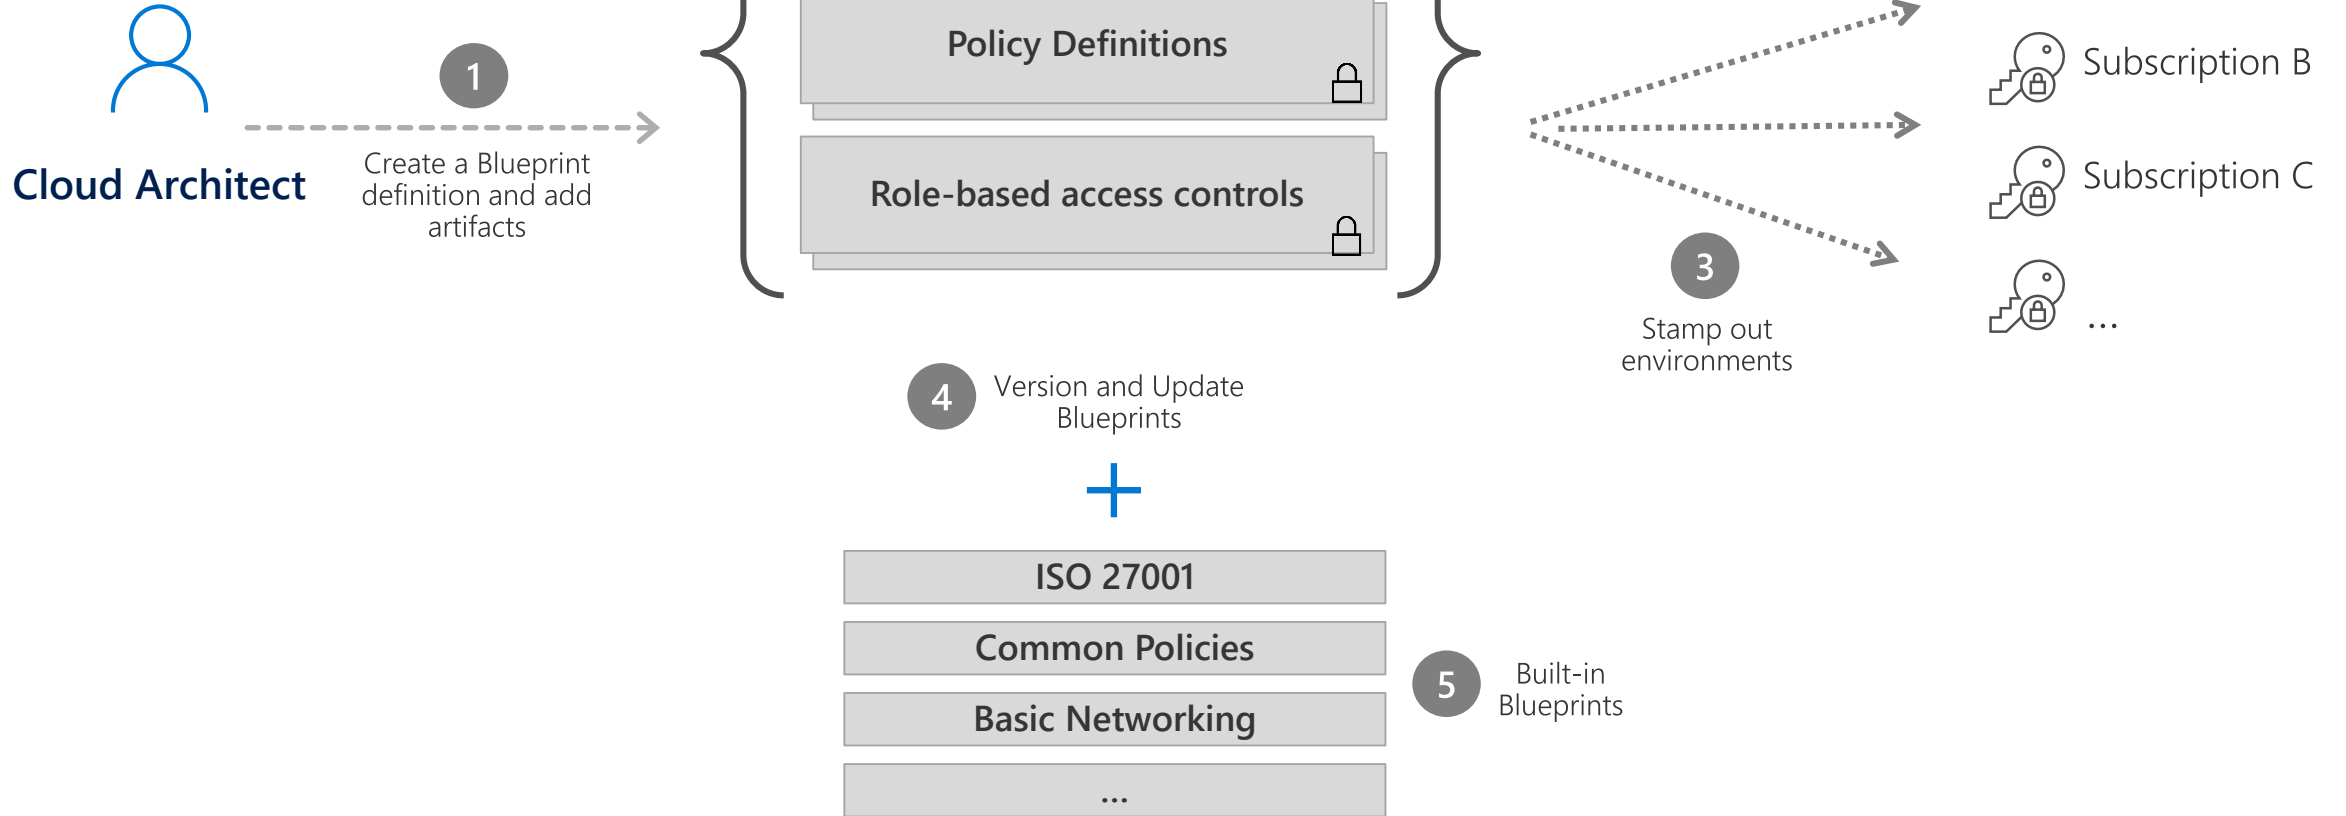 Cloud Architect
1
Create a Blueprint
definition and add
artifacts
Policy Definitions
Role-based access controls
3
Stamp out
environments
Subscription B
Subscription C
...
4
Version and Update
Blueprints
ISO 27001
Common Policies
Basic Networking
...
5
Built-in
Blueprints